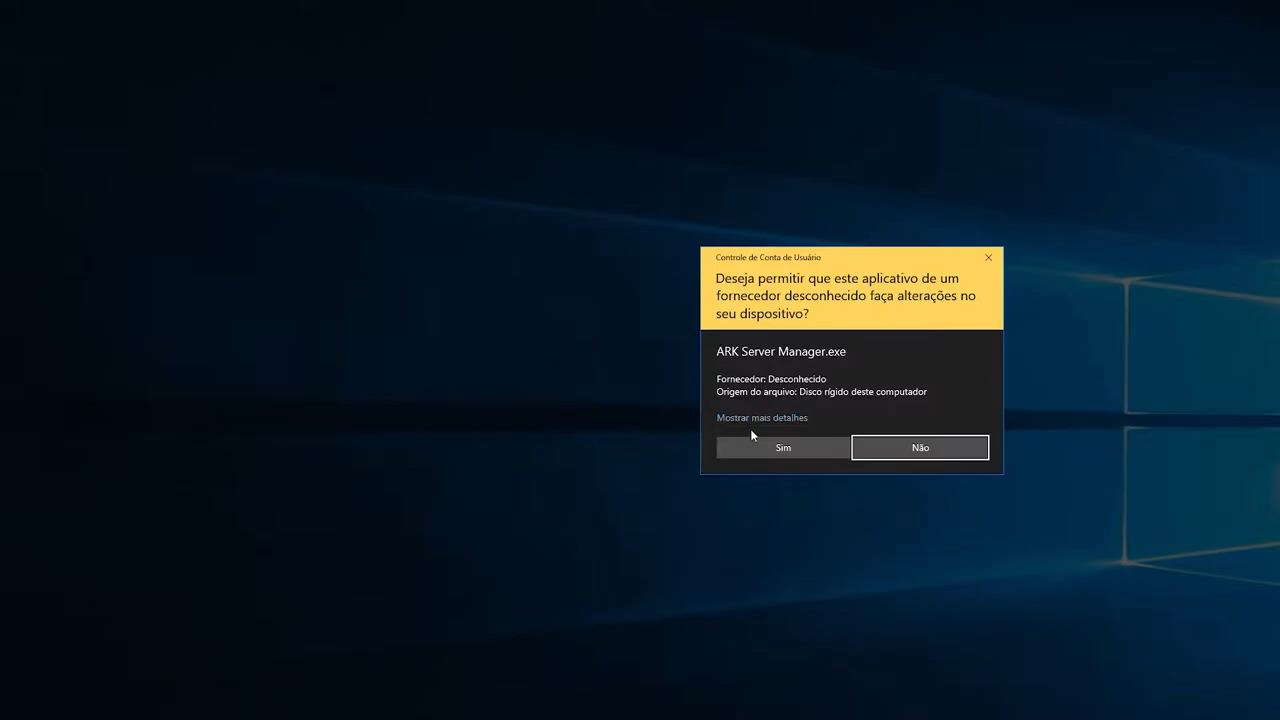 Controle de Conta de Usuário
Deseja permitir que este aplicativo de um
fornecedor desconhecido faça alterações no
seu dispositivo?
ARK Server Manager.exe
Fornecedor: Desconhecido
Origem do arquivo: Disco rígido deste computador
Mostrar mais detalhes
Sim
Não